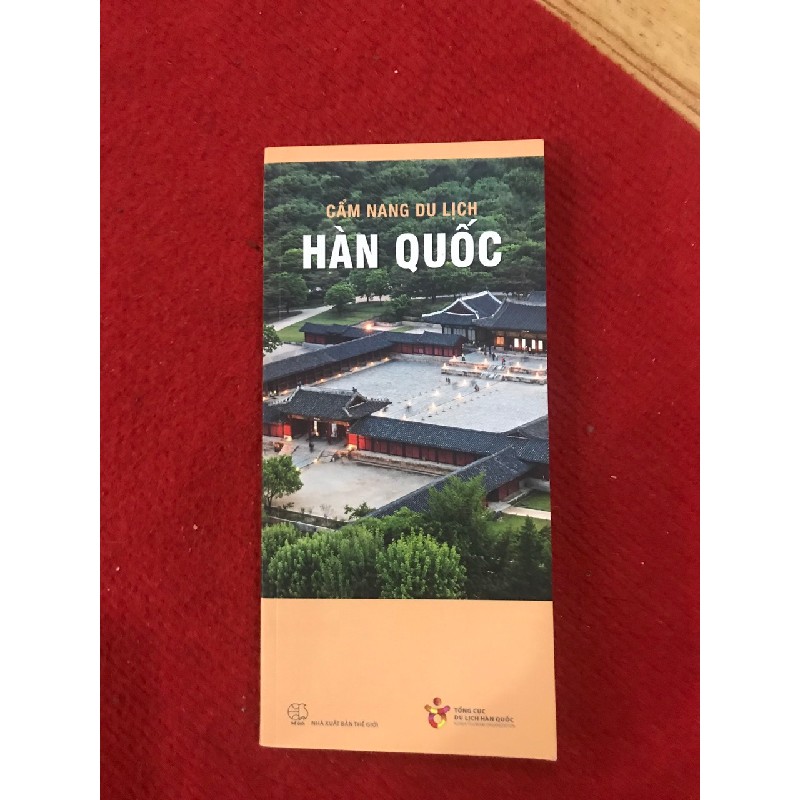 CẨM NANG DU LỊCH
HÀN QUỐC
NHÀ XUẤT BẢN THẾ GIỚI
TỔNG CỤC
DU LỊCH HÀN QUỐC